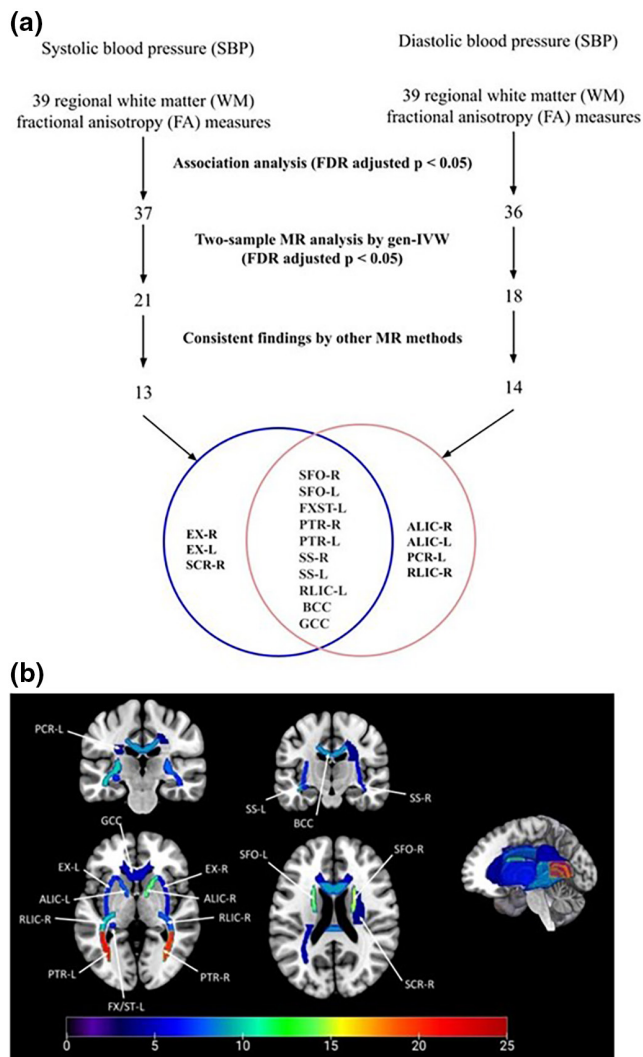 (a)
Systolic blood pressure (SBP)
Diastolic blood pressure (SBP)
39 regional white matter (WM)
fractional anisotropy (FA) measures
39 regional white matter (WM)
fractional anisotropy (FA) measures
Association analysis (FDR adjusted p < 0.05)
37
36
Two-sample MR analysis by gen-IVW
(FDR adjusted p < 0.05)
21
18
Consistent findings by other MR methods
13
14
EX-R
EX-L
SCR-R
SFO-R
SFO-L
FXST-L
PTR-R
PTR-L
SS-R
SS-L
RLIC-L
BCC
GCC
ALIC-R
ALIC-L
PCR-L
RLIC-R
(b)
PCR-L
SS-L
BCC
SS-R
GCC
EX-L
EX-R
ALIC-L
ALIC-R
RLIC-R
RLIC-R
PTR-L
PTR-R
FX/ST-L
SFO-L
SFO-R
SCR-R
0 5 10 15 20 25